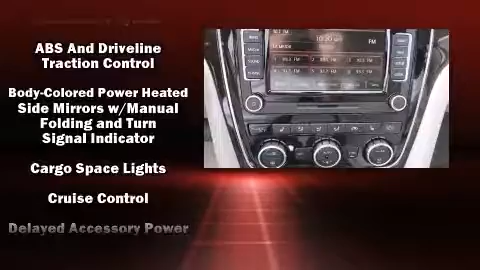 ABS And Driveline
Traction Control
Body-Colored Power Heated
Side Mirrors w/Manual
Folding and Turn
Signal Indicator
Cargo Space Lights
Cruise Control
Delayed Accessory Power
FM